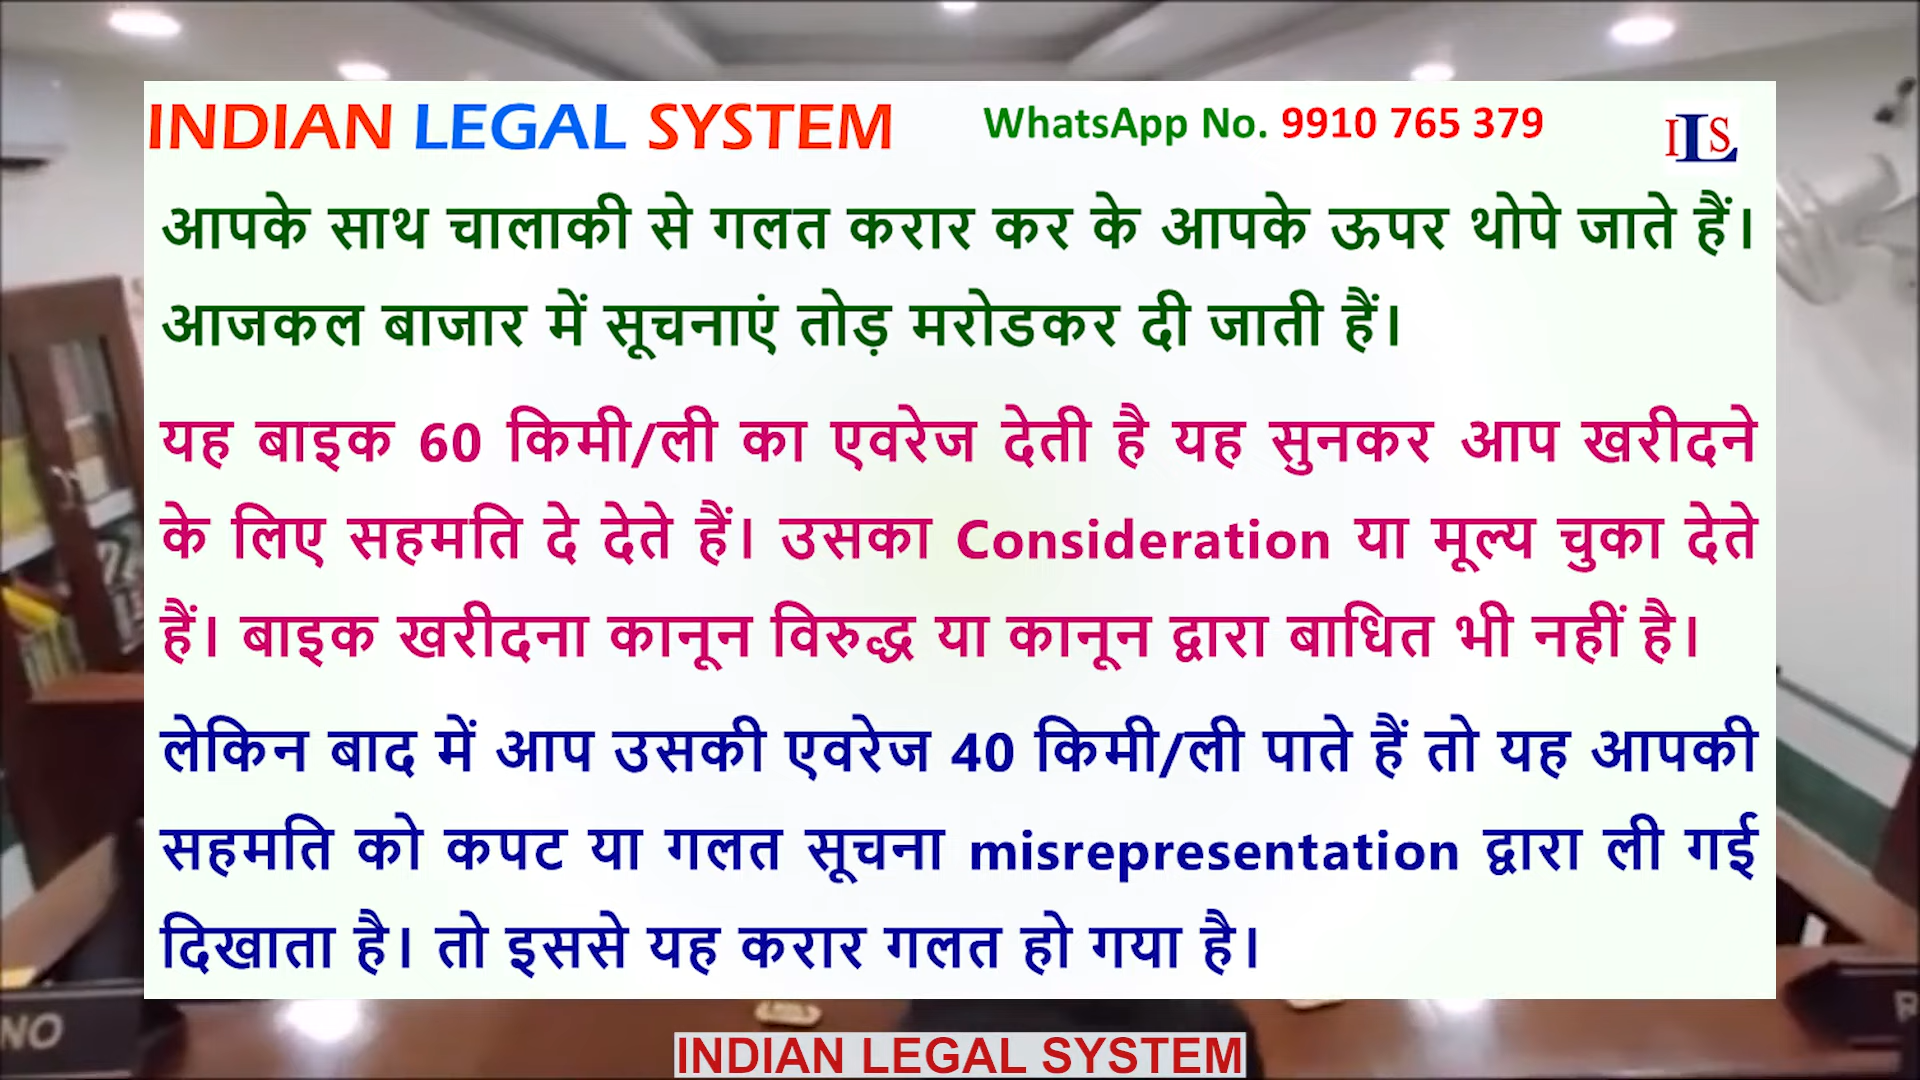 INDIAN LEGAL SYSTEM WhatsApp No. 9910 765 379 ILS
आपके साथ चालाकी से गलत करार कर के आपके ऊपर थोपे जाते हैं।
आजकल बाजार में सूचनाएं तोड़ मरोडकर दी जाती हैं।
यह बाइक 60 किमी/ली का एवरेज देती है यह सुनकर आप खरीदने
के लिए सहमति दे देते हैं। उसका Consideration या मूल्य चुका देते
हैं। बाइक खरीदना कानून विरुद्ध या कानून द्वारा बाधित भी नहीं है।
लेकिन बाद में आप उसकी एवरेज 40 किमी/ली पाते हैं तो यह आपकी
सहमति को कपट या गलत सूचना misrepresentation द्वारा ली गई
दिखाता है। तो इससे यह करार गलत हो गया है।
NO
INDIAN LEGAL SYSTEM